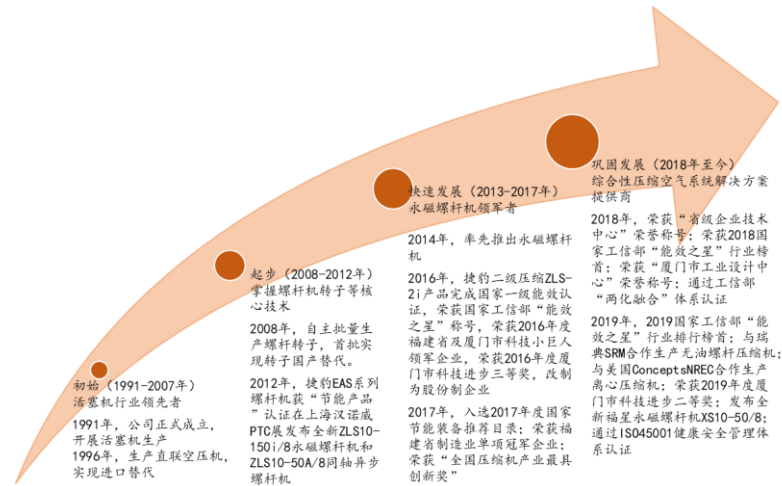 初始（1991-2007年）
活塞机行业领先者
1991年，公司正式成立，
开展活塞机生产
1996年，生产直联空压机，
实现进口替代
起步（2008-2012年）
掌握螺杆机转子等核
心技术
2008年，自主批量生
产螺杆转子，首批实
现转子国产替代。
2012年，捷豹EAS系列
螺杆机获“节能产品
”认证在上海汉诺威
PTC展发布全新ZLS10-
150i/8永磁螺杆机和
ZLS10-50A/8同轴异步
螺杆机
快速发展（2013-2017年）
永磁螺杆机领军者
2014年，率先推出永磁螺杆
机
2016年，捷豹二级压缩ZLS-
2i产品完成国家一级能效认
证，荣获国家工信部“能效
之星”称号，荣获2016年度
福建省及厦门市科技小巨人
领军企业，荣获2016年度厦
门市科技进步三等奖，改制
为股份制企业
2017年，入选2017年度国家
节能装备推荐目录；荣获福
建省制造业单项冠军企业；
荣获“全国压缩机产业最具
创新奖”
巩固发展（2018年至今）
综合性压缩空气系统解决方案
提供商
2018年，荣获“省级企业技术
中心”荣誉称号；荣获2018国
家工信部“能效之星”行业榜
首；荣获“厦门市工业设计中
心”荣誉称号；通过工信部
“两化融合”体系认证
2019年，2019国家工信部“能
效之星”行业排行榜首；与瑞
典SRM合作生产无油螺杆压缩机；
与美国ConceptsNREC合作生产
离心压缩机；荣获2019年度厦
门市科技进步二等奖；发布全
新福星永磁螺杆机XS10-50/8；
通过ISO45001健康安全管理体
系认证